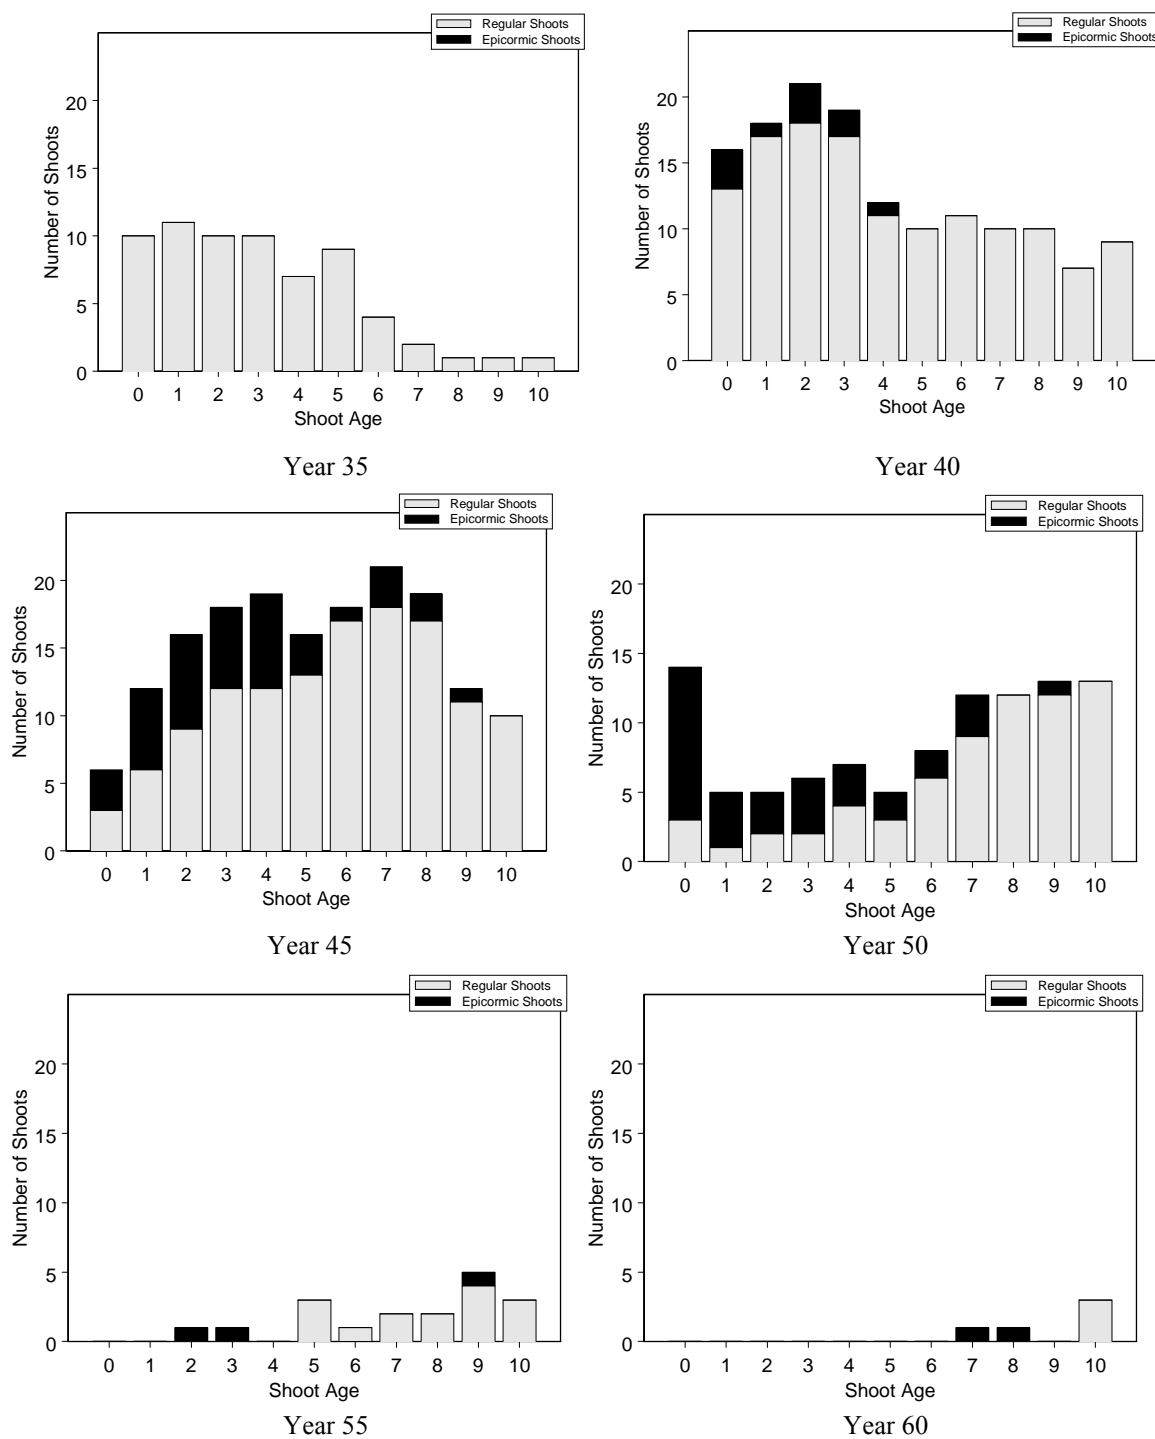 Regular Shoots
Epicormic Shoots
Number of Shoots
20
15
10
5
0
0 1 2 3 4 5 6 7 8 9 10
Shoot Age
Year 35
Regular Shoots
Epicormic Shoots
Number of Shoots
20
15
10
5
0
0 1 2 3 4 5 6 7 8 9 10
Shoot Age
Year 40
Regular Shoots
Epicormic Shoots
Number of Shoots
20
15
10
5
0
0 1 2 3 4 5 6 7 8 9 10
Shoot Age
Year 45
Regular Shoots
Epicormic Shoots
Number of Shoots
20
15
10
5
0
0 1 2 3 4 5 6 7 8 9 10
Shoot Age
Year 50
Regular Shoots
Epicormic Shoots
Number of Shoots
20
15
10
5
0
0 1 2 3 4 5 6 7 8 9 10
Shoot Age
Year 55
Regular Shoots
Epicormic Shoots
Number of Shoots
20
15
10
5
0
0 1 2 3 4 5 6 7 8 9 10
Shoot Age
Year 60